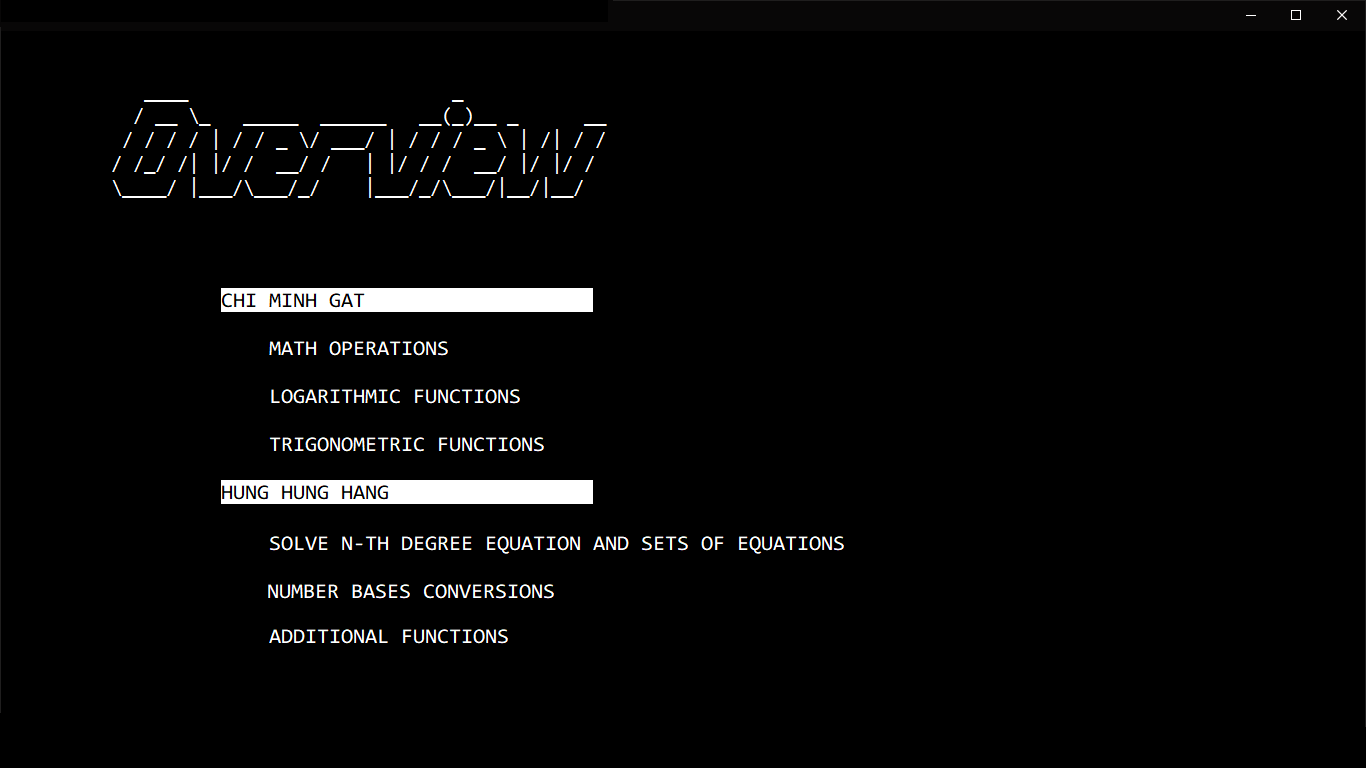 Overview
CHI MINH GAT
MATH OPERATIONS
LOGARITHMIC FUNCTIONS
TRIGONOMETRIC FUNCTIONS
HUNG HUNG HANG
SOLVE N-TH DEGREE EQUATION AND SETS OF EQUATIONS
NUMBER BASES CONVERSIONS
ADDITIONAL FUNCTIONS